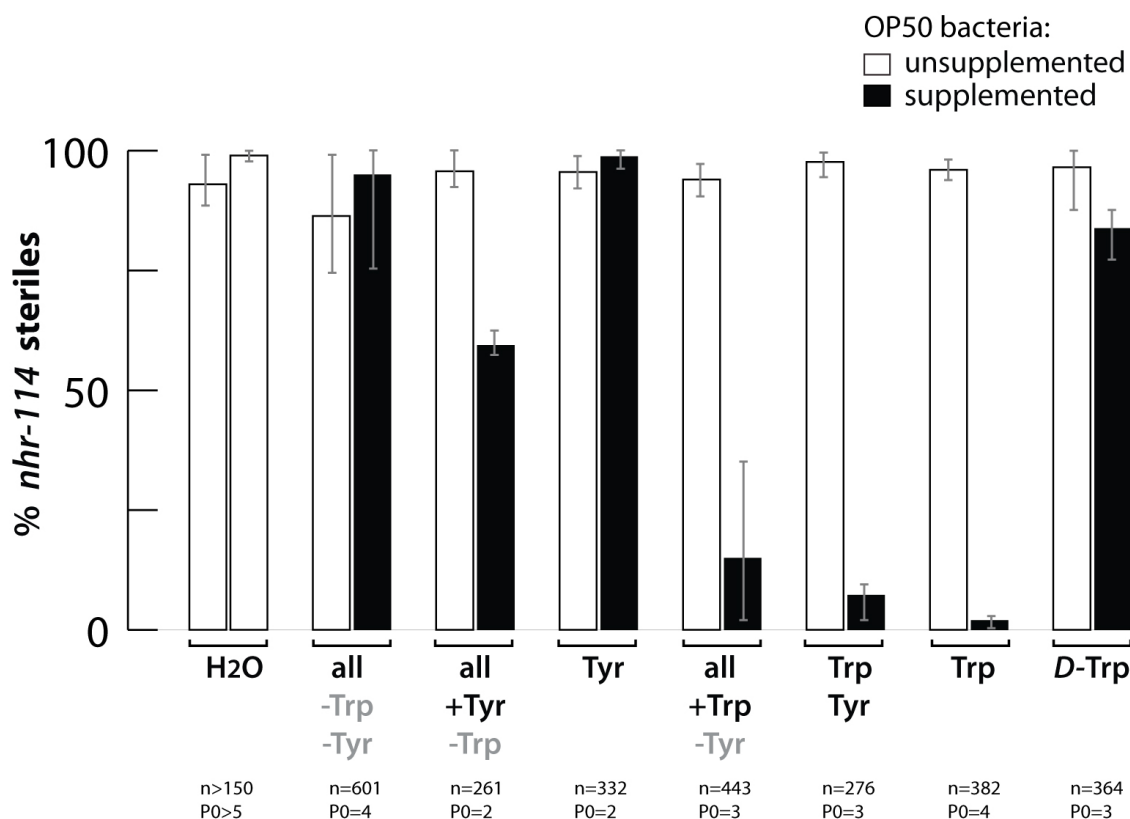 OP50 bacteria:
unsupplemented
supplemented
% nhr-114 steriles
100
50
0
H2O all all Tyr all Trp Trp D-Trp
-Trp +Tyr +Trp Tyr
-Tyr -Trp -Tyr
n>150 n=601 n=261 n=332 n=443 n=276 n=382 n=364
P0>5 P0=4 P0=2 P0=2 P0=3 P0=3 P0=4 P0=3